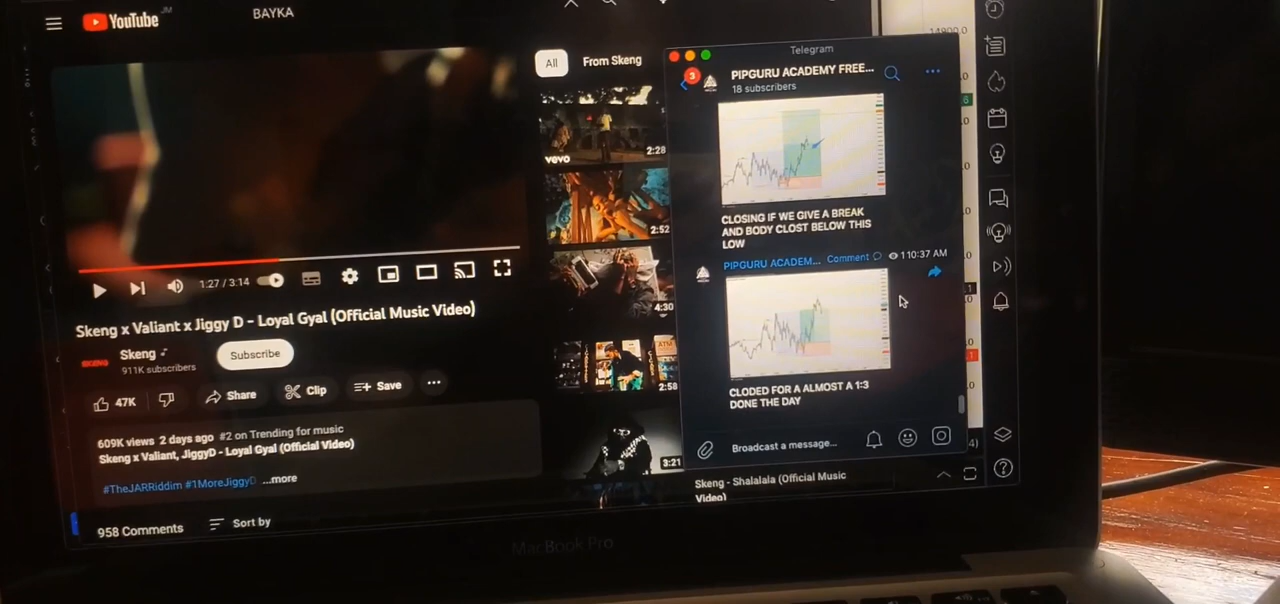 YouTube
JM
BAYKA
All
From Skeng
vevo
2:28
2:52
4:30
2:58
3:21
1:27 / 3:14
Skeng x Valiant x Jiggy D - Loyal Gyal (Official Music Video)
Skeng
911K subscribers
Subscribe
47K
Share
Clip
Save
609K views 2 days ago #2 on Trending for music
Skeng x Valiant, JiggyD - Loyal Gyal (Official Video)
#TheJARRiddim #1MoreJiggyD ...more
958 Comments
Sort by
Skeng - Shalalala (Official Music
Video)
Telegram
3
PIPGURU ACADEMY FREE...
18 subscribers
CLOSING IF WE GIVE A BREAK
AND BODY CLOST BELOW THIS
LOW
PIPGURU ACADEM... Comment 1 10:37 AM
CLODED FOR A ALMOST A 1:3
DONE THE DAY
Broadcast a message...
MacBook Pro